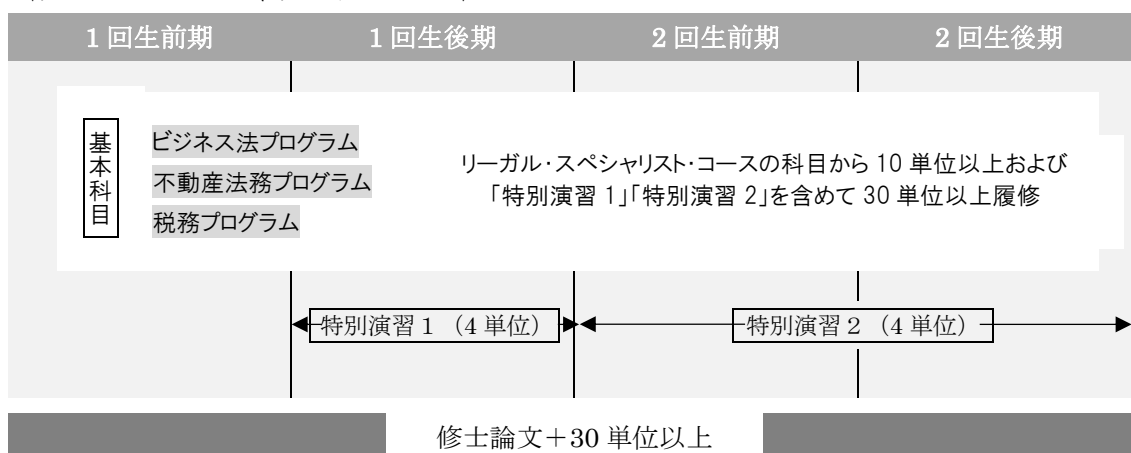 1 回生前期
1 回生後期
2 回生前期
2 回生後期
基本科目
ビジネス法プログラム
不動産法務プログラム
税務プログラム
リーガル・スペシャリスト・コースの科目から 10 単位以上および
「特別演習 1」「特別演習 2」を含めて 30 単位以上履修
特別演習 1 (4 単位)
特別演習 2 (4 単位)
修士論文+30 単位以上